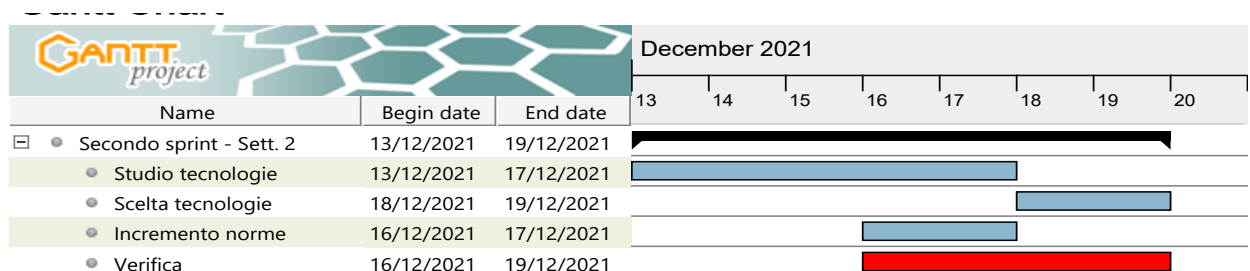 GANTT
project
December 2021
13 14 15 16 17 18 19 20
Name Begin date End date
Secondo sprint - Sett. 2 13/12/2021 19/12/2021
Studio tecnologie 13/12/2021 17/12/2021
Scelta tecnologie 18/12/2021 19/12/2021
Incremento norme 16/12/2021 17/12/2021
Verifica 16/12/2021 19/12/2021